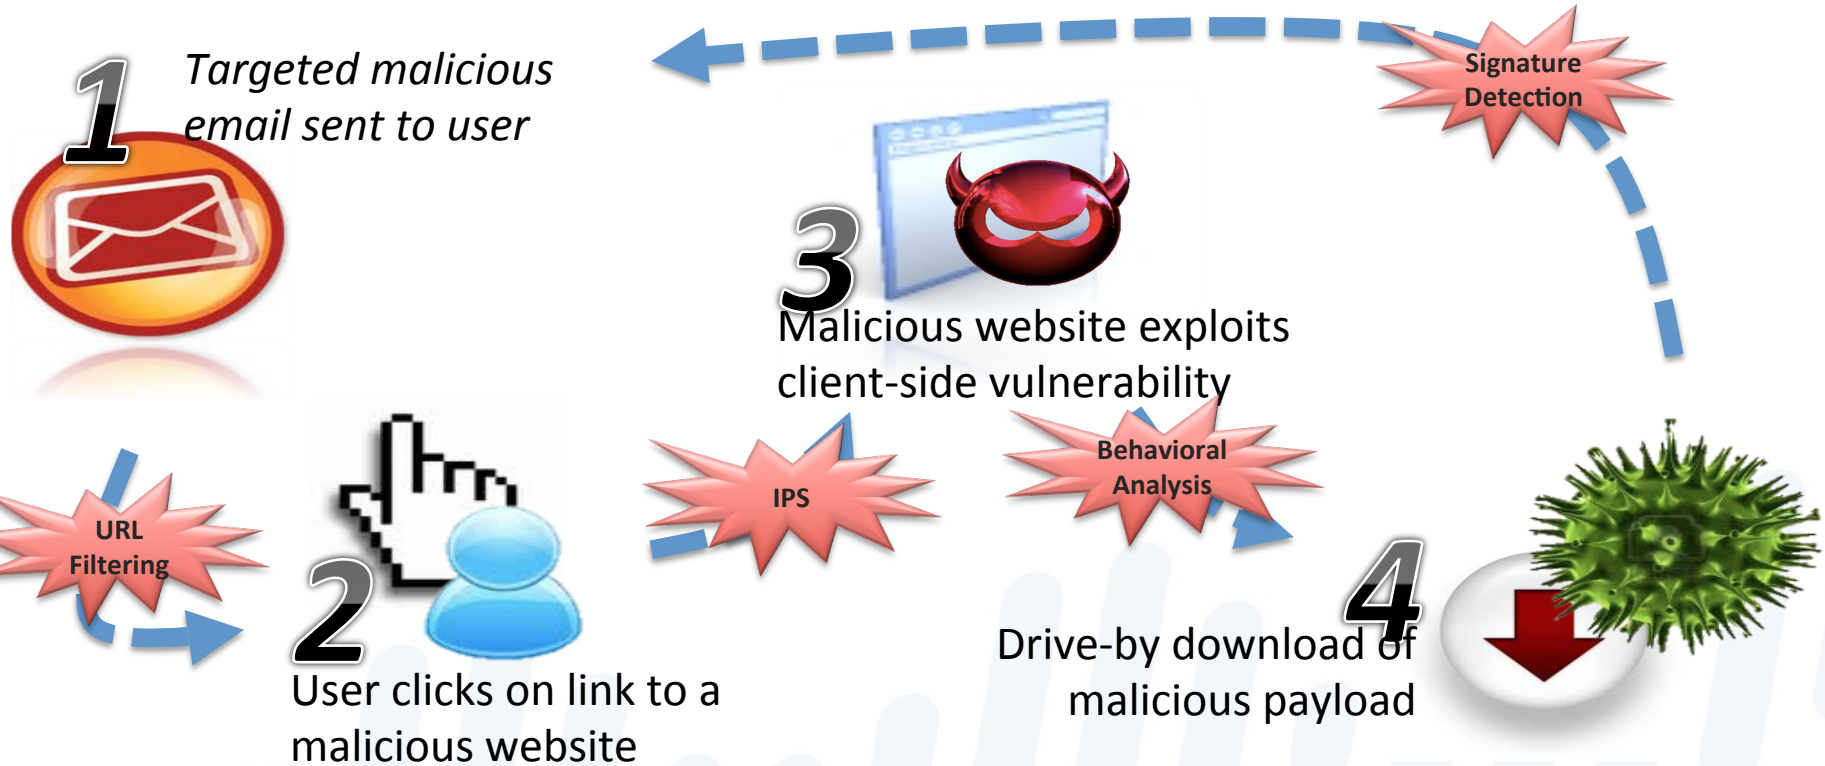 1
Targeted malicious
email sent to user
URL
Filtering
2
User clicks on link to a
malicious website
IPS
3
Malicious website exploits
client-side vulnerability
Behavioral
Analysis
4
Drive-by download of
malicious payload
Signature
Detection